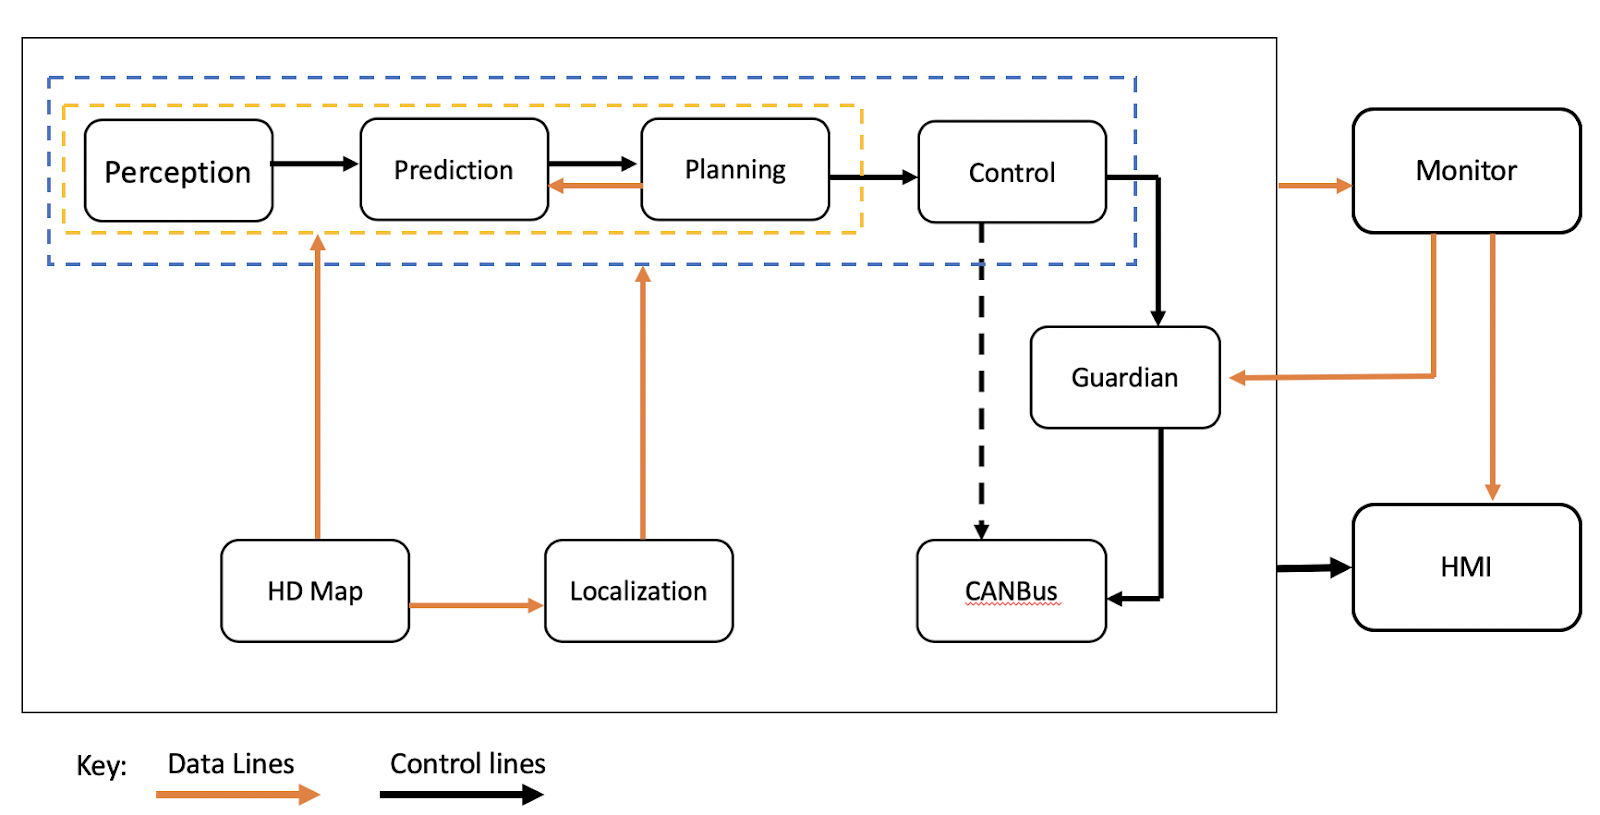 Perception
Prediction
Planning
Control
Monitor
Guardian
HD Map
Localization
CANBus
HMI
Key:
Data Lines
Control lines